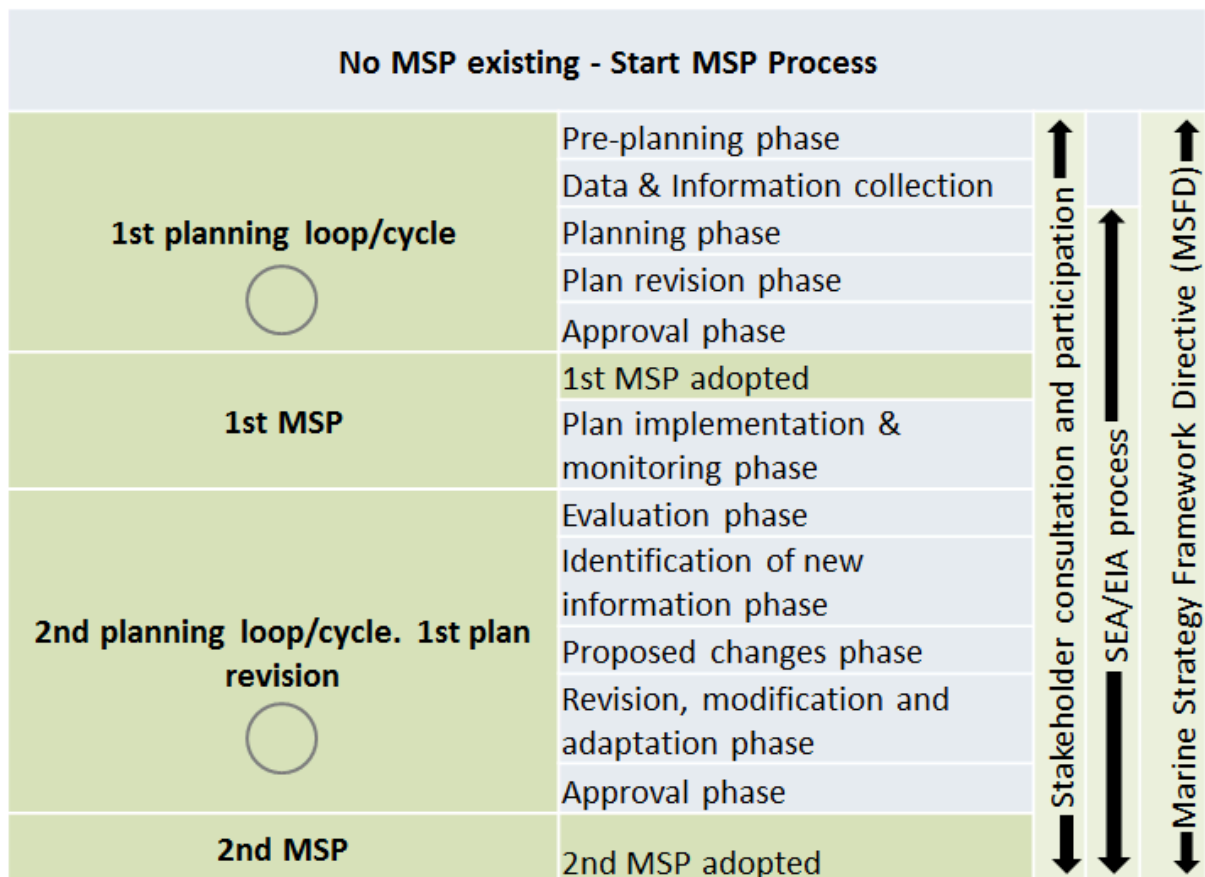 No MSP existing - Start MSP Process
1st planning loop/cycle
Pre-planning phase
Data & Information collection
Planning phase
Plan revision phase
Approval phase
1st MSP
1st MSP adopted
Plan implementation &
monitoring phase
2nd planning loop/cycle. 1st plan
revision
Evaluation phase
Identification of new
information phase
Proposed changes phase
Revision, modification and
adaptation phase
Approval phase
2nd MSP
2nd MSP adopted
Stakeholder consultation and participation
SEA/EIA process
Marine Strategy Framework Directive (MSFD)